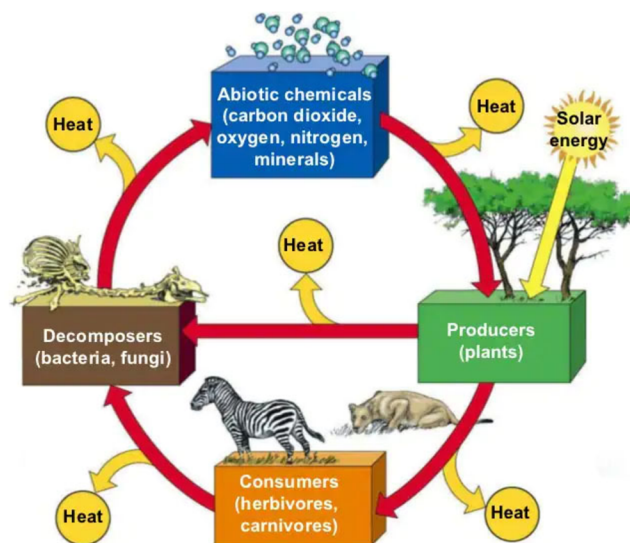 Abiotic chemicals
(carbon dioxide,
oxygen, nitrogen,
minerals)
Heat
Heat
Solar
energy
Heat
Decomposers
(bacteria, fungi)
Producers
(plants)
Consumers
(herbivores,
carnivores)
Heat
Heat